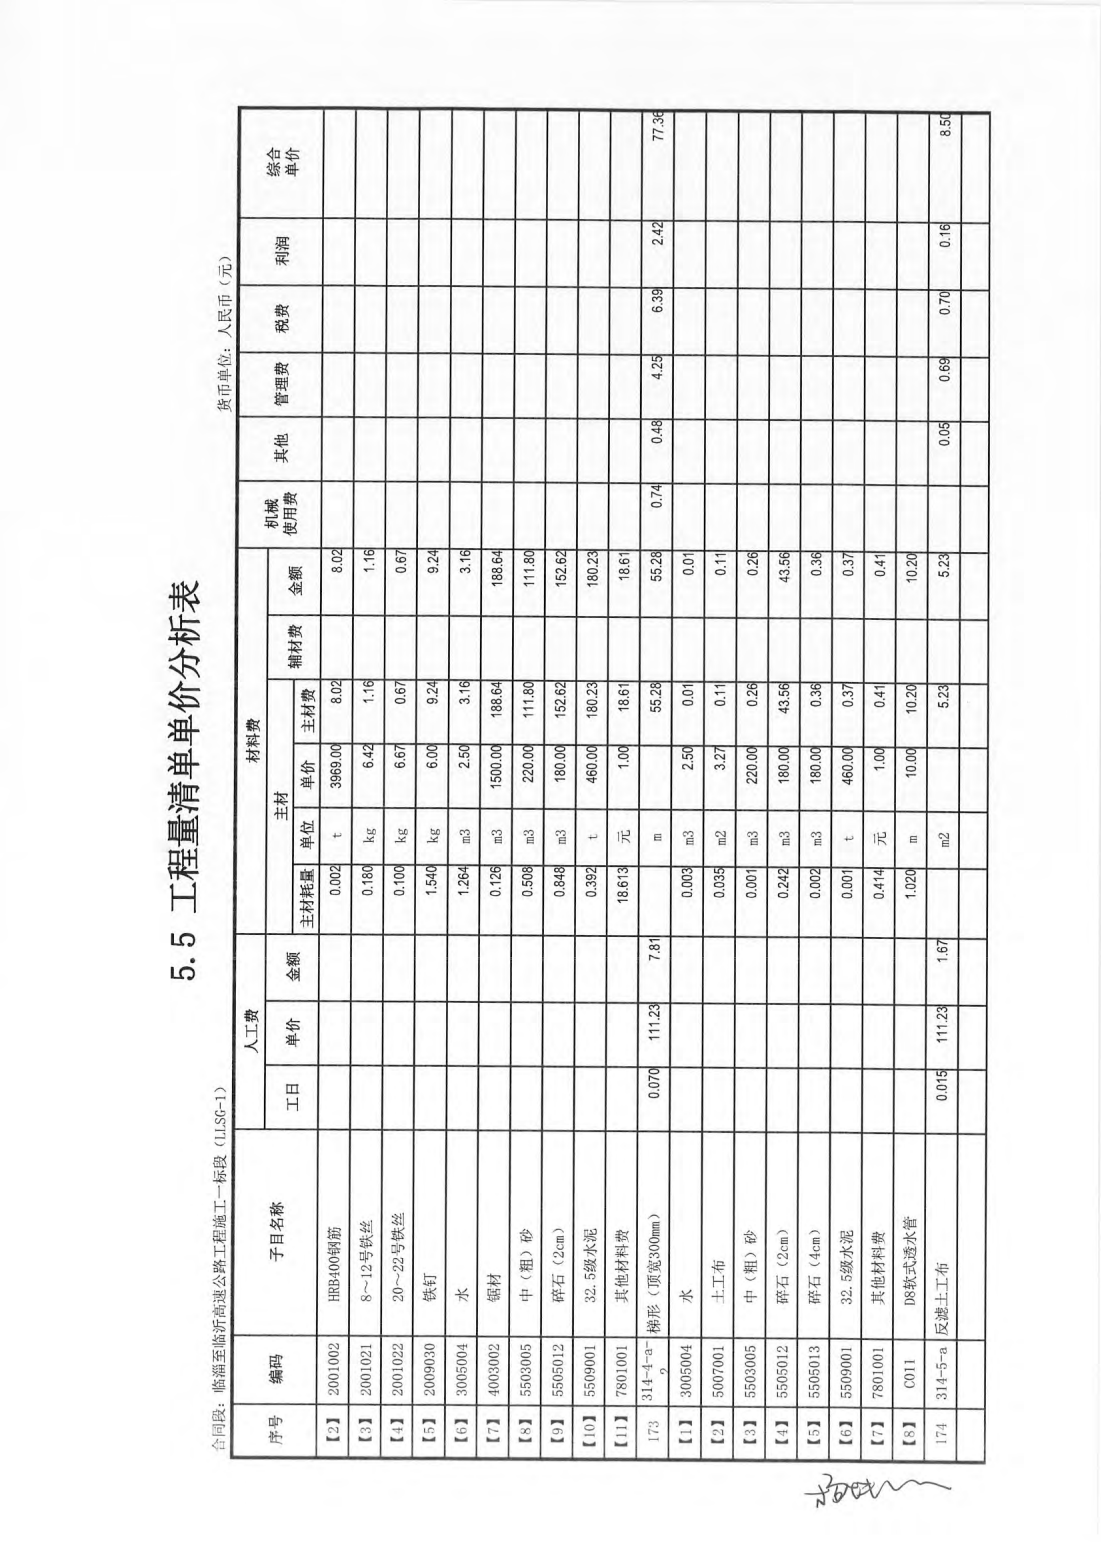 5.5 工程量清单单价分析表
合同段：临淄至临沂高速公路工程施工一标段（LLSG-1） 货币单位：人民币（元）
序号 编码 子目名称 人工费 材料费 机械使用费 其他 管理费 税费 利润 综合单价
工日 单价 金额 主材 辅材费 金额
主材耗量 单位 单价 主材费
【2】 2001002 HRB400钢筋 0.002 t 3969.00 8.02 8.02
【3】 2001021 8～12号铁丝 0.180 kg 6.42 1.16 1.16
【4】 2001022 20～22号铁丝 0.100 kg 6.67 0.67 0.67
【5】 2009030 铁钉 1.540 kg 6.00 9.24 9.24
【6】 3005004 水 1.264 m3 2.50 3.16 3.16
【7】 4003002 锯材 0.126 m3 1500.00 188.64 188.64
【8】 5503005 中（粗）砂 0.508 m3 220.00 111.80 111.80
【9】 5505012 碎石（2cm） 0.848 m3 180.00 152.62 152.62
【10】 5509001 32.5级水泥 0.392 t 460.00 180.23 180.23
【11】 7801001 其他材料费 18.613 元 1.00 18.61 18.61
173 314-4-a-2 梯形（顶宽300mm） 0.070 111.23 7.81 m 55.28 55.28 0.74 0.48 4.25 6.39 2.42 77.36
【1】 3005004 水 0.003 m3 2.50 0.01 0.01
【2】 5007001 土工布 0.035 m2 3.27 0.11 0.11
【3】 5503005 中（粗）砂 0.001 m3 220.00 0.26 0.26
【4】 5505012 碎石（2cm） 0.242 m3 180.00 43.56 43.56
【5】 5505013 碎石（4cm） 0.002 m3 180.00 0.36 0.36
【6】 5509001 32.5级水泥 0.001 t 460.00 0.37 0.37
【7】 7801001 其他材料费 0.414 元 1.00 0.41 0.41
【8】 C011 D8软式透水管 1.020 m 10.00 10.20 10.20
174 314-5-a 反滤土工布 0.015 111.23 1.67 m2 5.23 5.23 0.05 0.69 0.70 0.16 8.50